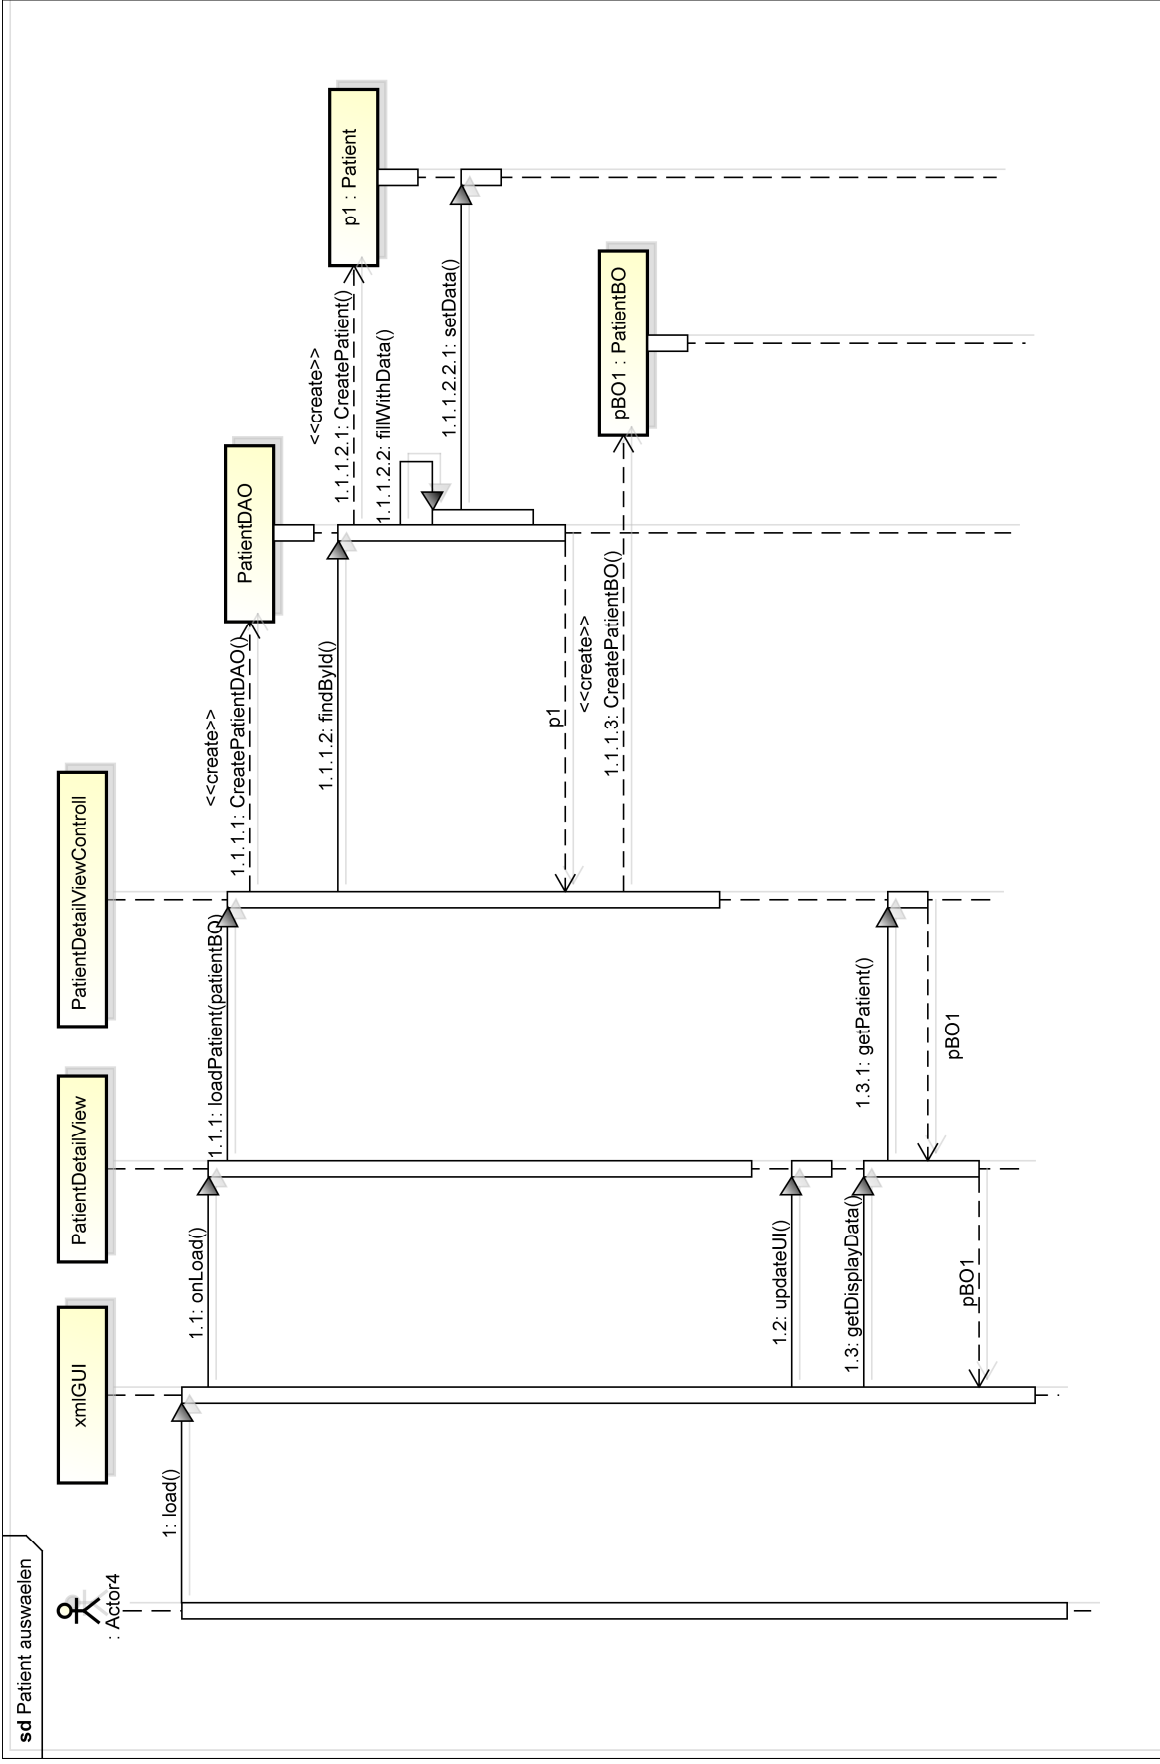 sd Patient auswaelen
: Actor4
xmlGUI
PatientDetailView
PatientDetailViewControll
1: load()
1.1: onLoad()
1.1.1: loadPatient(patientBO)
<<create>>
1.1.1.1: CreatePatientDAO()
PatientDAO
1.1.1.2: findById()
<<create>>
1.1.1.2.1: CreatePatient()
p1 : Patient
1.1.1.2.2: fillWithData()
1.1.1.2.2.1: setData()
p1
<<create>>
1.1.1.3: CreatePatientBO()
pBO1 : PatientBO
1.2: updateUI()
1.3: getDisplayData()
1.3.1: getPatient()
pBO1
pBO1